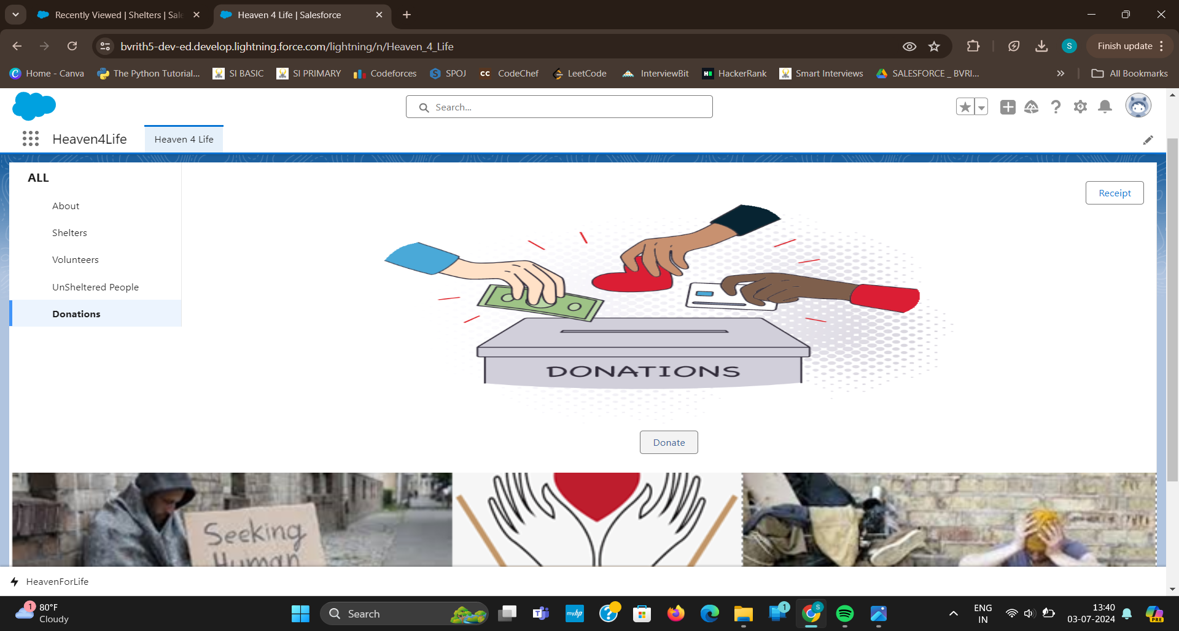 Recently Viewed | Shelters | Sal
Heaven 4 Life | Salesforce
bvrith5-dev-ed.develop.lightning.force.com/lightning/n/Heaven_4_Life
S
Finish update
Home - Canva
The Python Tutorial...
SI BASIC
SI PRIMARY
Codeforces
SPOJ
CodeChef
LeetCode
InterviewBit
HackerRank
Smart Interviews
SALESFORCE _ BVRI...
All Bookmarks
Search...
Heaven4Life
Heaven 4 Life
ALL
About
Shelters
Volunteers
UnSheltered People
Donations
Receipt
DONATIONS
Donate
Seeking
Human
HeavenForLife
1
80°F
Cloudy
Search
1
S
ENG
IN
13:40
03-07-2024